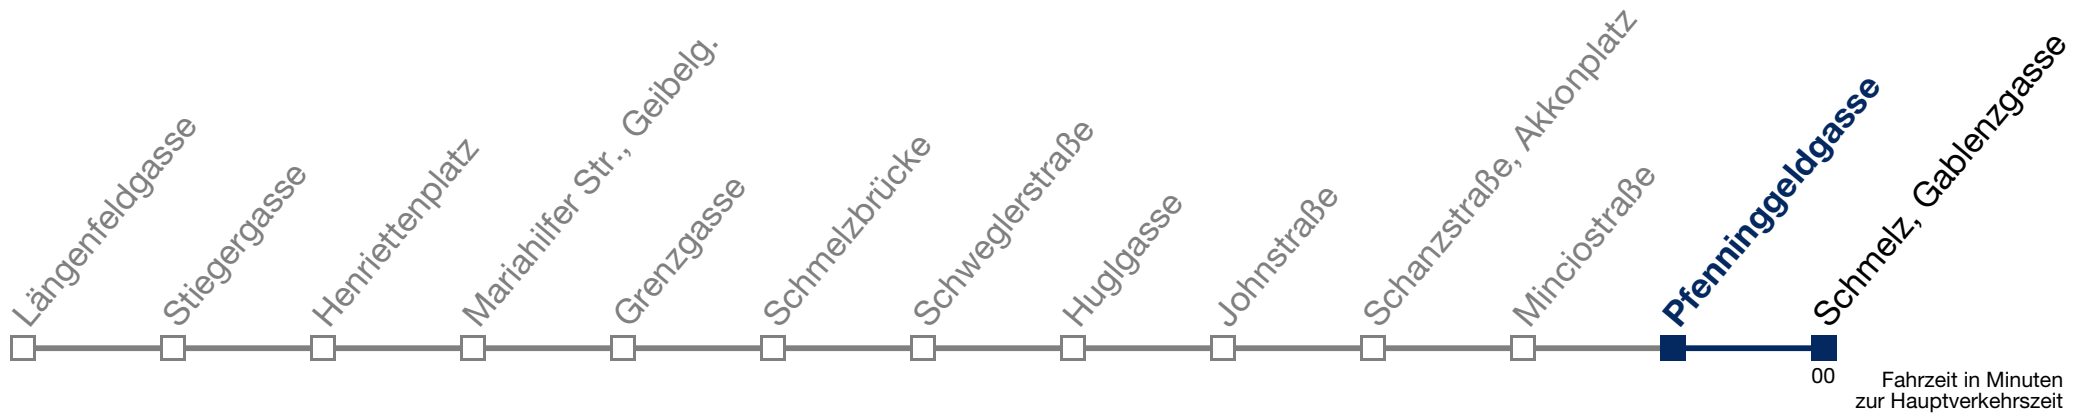 Längenfeldgasse
Stiegergasse
Henriettenplatz
Mariahilfer Str., Geibelg.
Grenzgasse
Schmelzbrücke
Schweglerstraße
Huglgasse
Johnstraße
Schanzstraße, Akkonplatz
Minciostraße
Pfenninggeldgasse
Schmelz, Gablenzgasse
00
Fahrzeit in Minuten
zur Hauptverkehrszeit